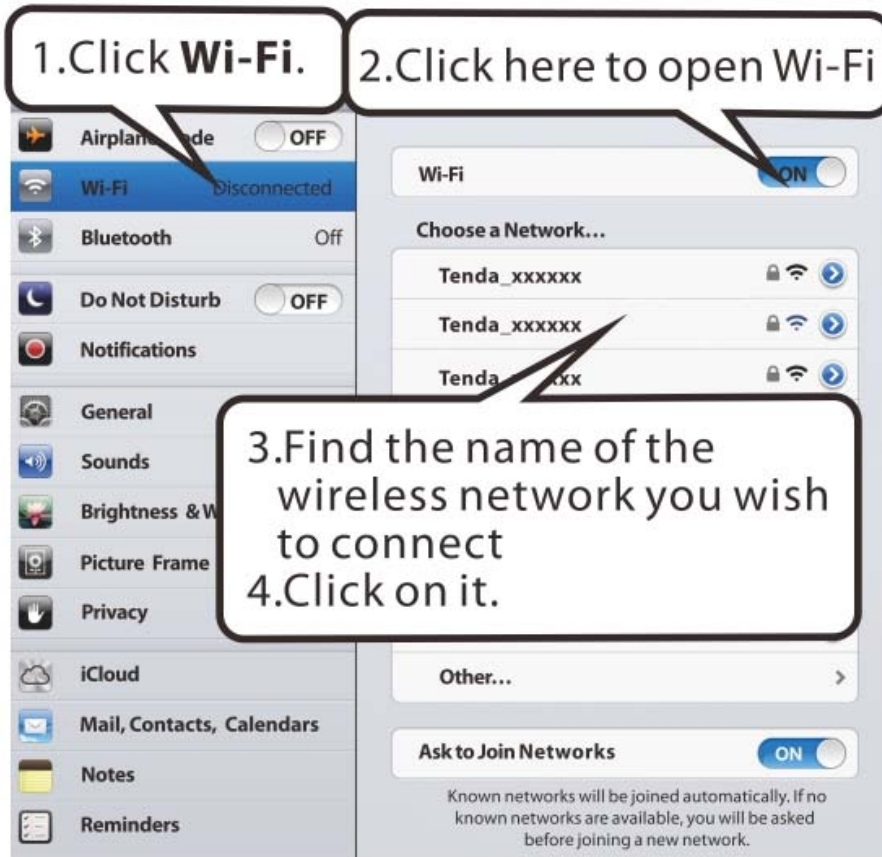 1.Click Wi-Fi.
2.Click here to open Wi-Fi
OFF
Wi-Fi Disconnected
Bluetooth Off
Do Not Disturb OFF
Notifications
General
Sounds
Brightness & W
Picture Frame
Privacy
iCloud
Mail, Contacts, Calendars
Notes
Reminders
Wi-Fi ON
Choose a Network...
Tenda_xxxxxx
Tenda_xxxxxx
Tenda xx
3.Find the name of the
wireless network you wish
to connect
4.Click on it.
Other...
Ask to Join Networks ON
Known networks will be joined automatically. If no
known networks are available, you will be asked
before joining a new network.